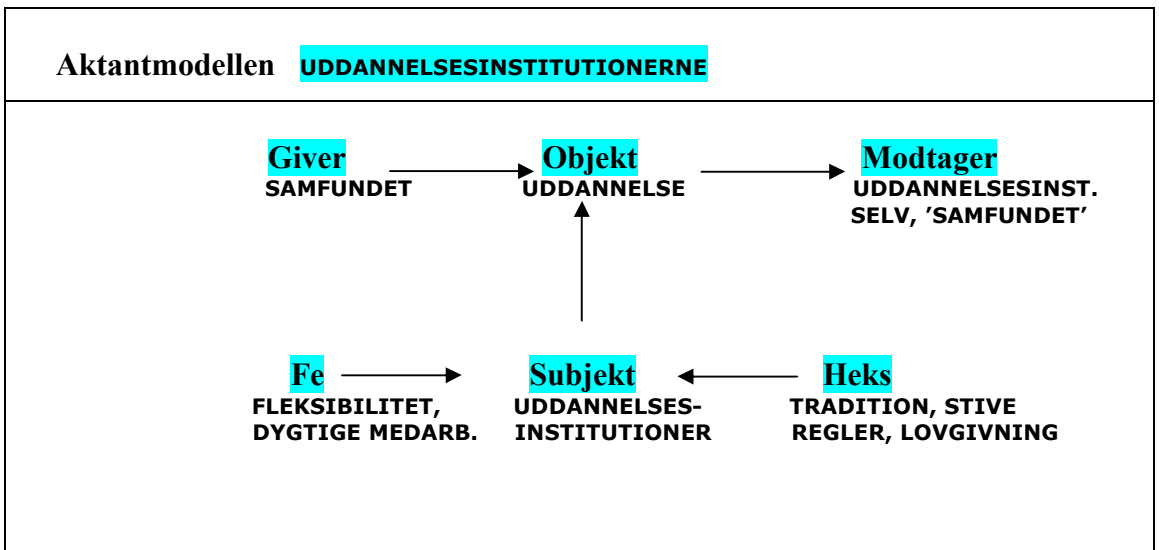 Aktantmodellen UDDANNELSESINSTITUTIONERNE
Giver Objekt Modtager
SAMFUNDET UDDANNELSE UDDANNELSESINST.
SELV, ’SAMFUNDET’
Fe Subjekt Heks
FLEKSIBILITET, UDDANNELSES- TRADITION, STIVE
DYGTIGE MEDARB. INSTITUTIONER REGLER, LOVGIVNING